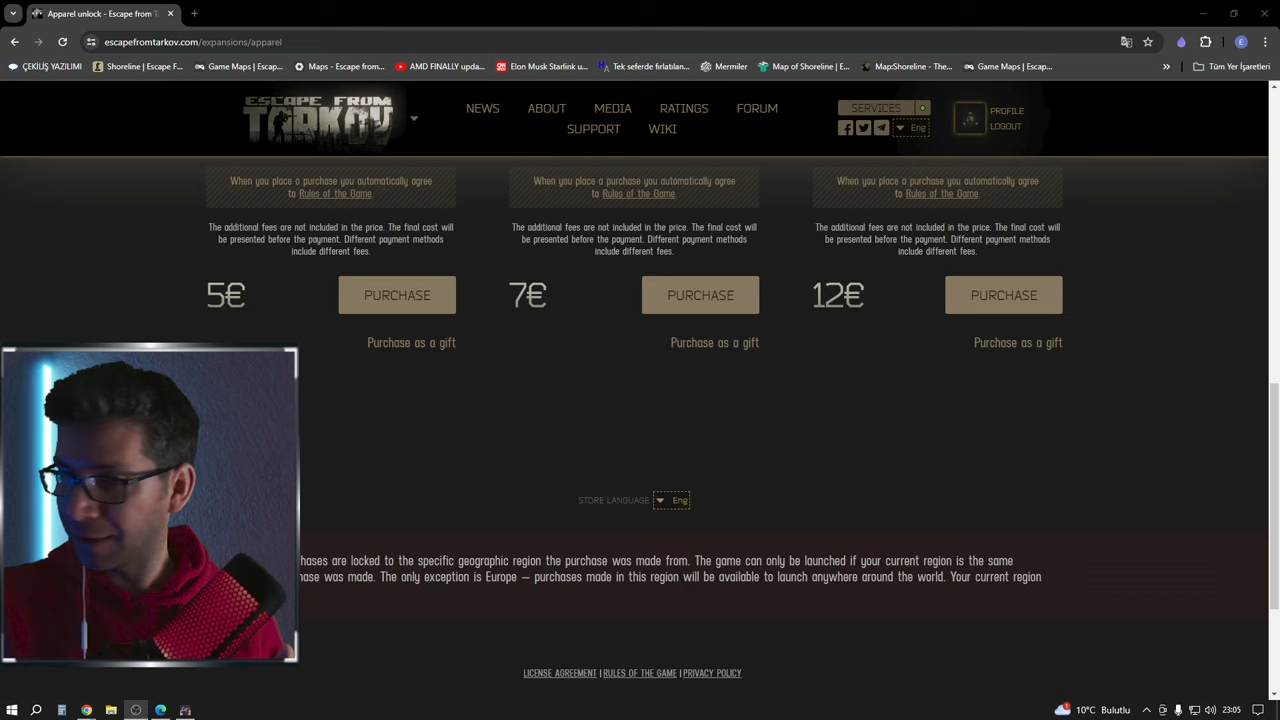 Apparel unlock - Escape from T
escapefromtarkov.com/expansions/apparel
ÇEKİLİŞ YAZILIMI
Shoreline | Escape F...
Game Maps | Escap...
Maps - Escape from...
AMD FINALLY upda...
Elon Musk Starlink u...
Tek seferde fırlatılan...
Mermiler
Map of Shoreline |...
Map:Shoreline - The...
Game Maps | Escap...
Tüm Yer İşaretleri
ESCAPE FROM
TARKOV
NEWS
ABOUT
MEDIA
RATINGS
FORUM
SUPPORT
WIKI
SERVICES
Eng
PROFILE
LOGOUT
When you place a purchase you automatically agree
to Rules of the Game.
The additional fees are not included in the price. The final cost will
be presented before the payment. Different payment methods
include different fees.
5€
PURCHASE
Purchase as a gift
When you place a purchase you automatically agree
to Rules of the Game.
The additional fees are not included in the price. The final cost will
be presented before the payment. Different payment methods
include different fees.
7€
PURCHASE
Purchase as a gift
When you place a purchase you automatically agree
to Rules of the Game.
The additional fees are not included in the price. The final cost will
be presented before the payment. Different payment methods
include different fees.
12€
PURCHASE
Purchase as a gift
STORE LANGUAGE Eng
hases are locked to the specific geographic region the purchase was made from. The game can only be launched if your current region is the same
hase was made. The only exception is Europe — purchases made in this region will be available to launch anywhere around the world. Your current region
LICENSE AGREEMENT | RULES OF THE GAME | PRIVACY POLICY
10°C Bulutlu
23:05